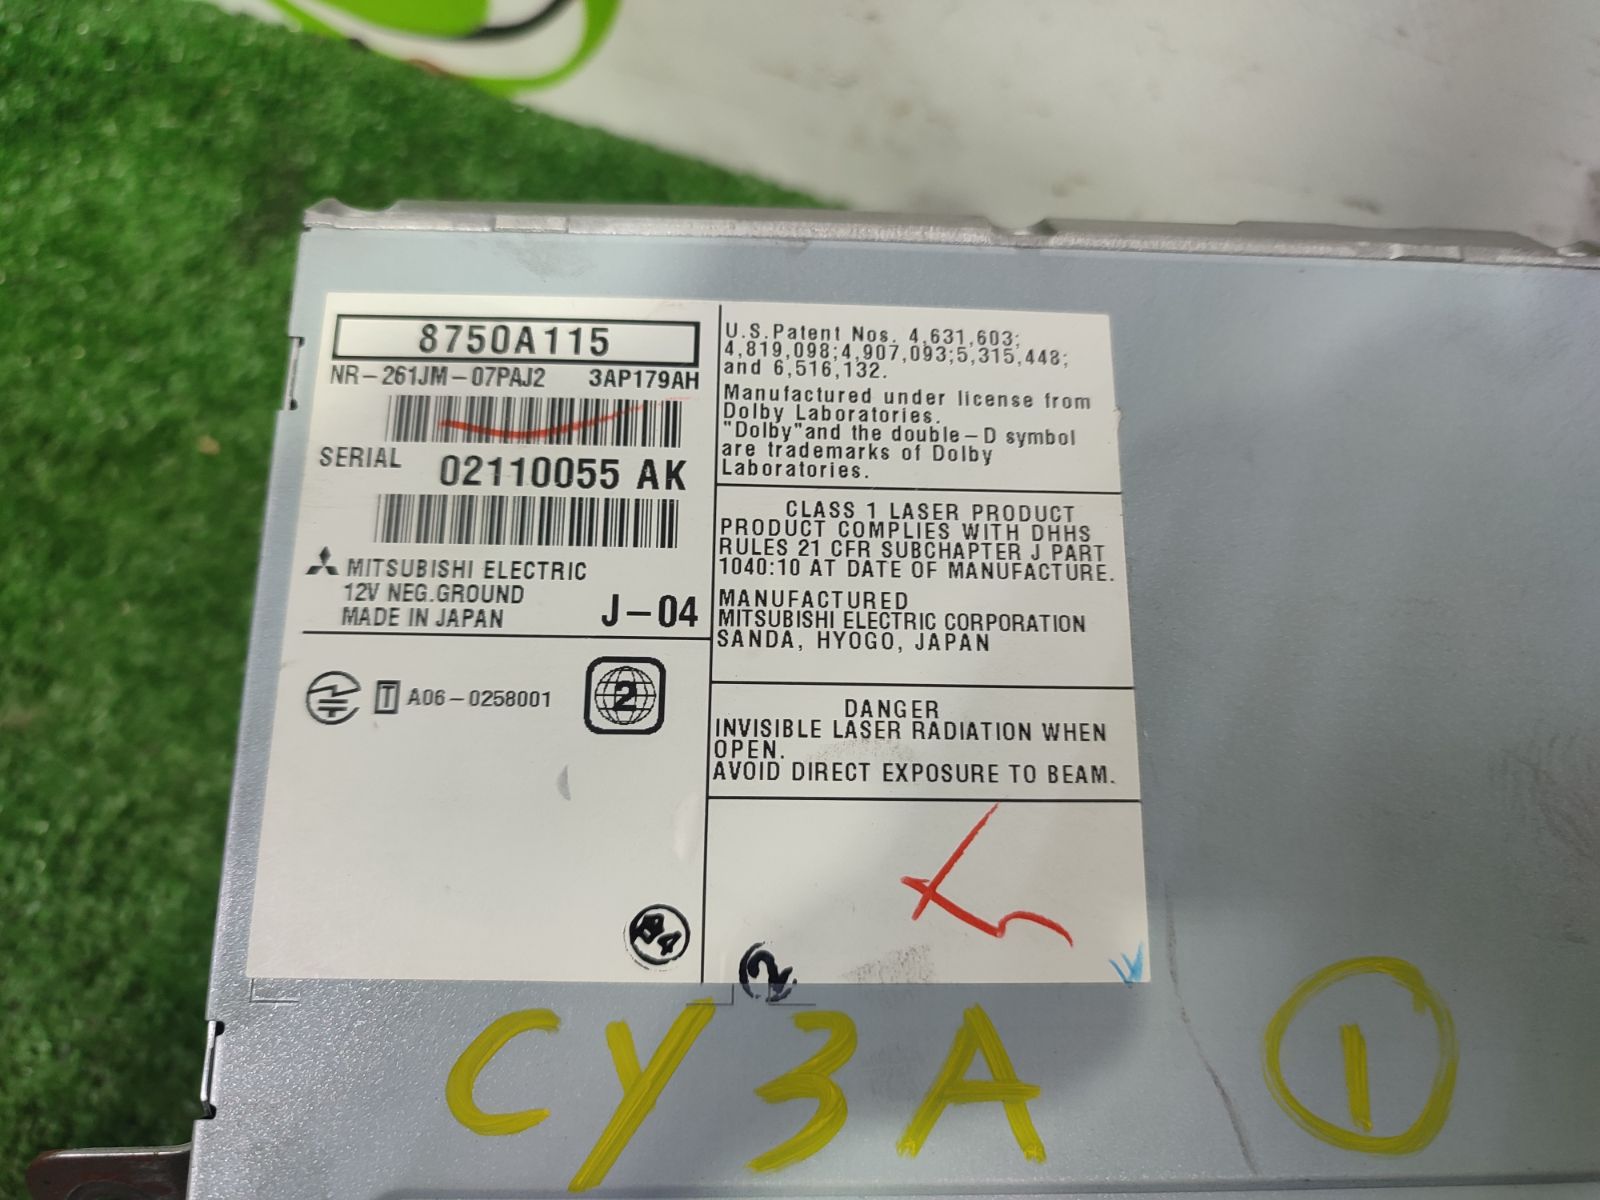 8750A115
NR-261JM-07PAJ2 3AP179AH
SERIAL 02110055 AK
MITSUBISHI ELECTRIC
12V NEG.GROUND
MADE IN JAPAN J-04
T A06-0258001 2
U.S.Patent Nos. 4,631,603;
4,819,098;4,907,093;5,315,448;
and 6,516,132.
Manufactured under license from
Dolby Laboratories.
"Dolby"and the double-D symbol
are trademarks of Dolby
Laboratories.
CLASS 1 LASER PRODUCT
PRODUCT COMPLIES WITH DHHS
RULES 21 CFR SUBCHAPTER J PART
1040:10 AT DATE OF MANUFACTURE.
MANUFACTURED
MITSUBISHI ELECTRIC CORPORATION
SANDA, HYOGO, JAPAN
DANGER
INVISIBLE LASER RADIATION WHEN
OPEN.
AVOID DIRECT EXPOSURE TO BEAM.
2
CY3A 1